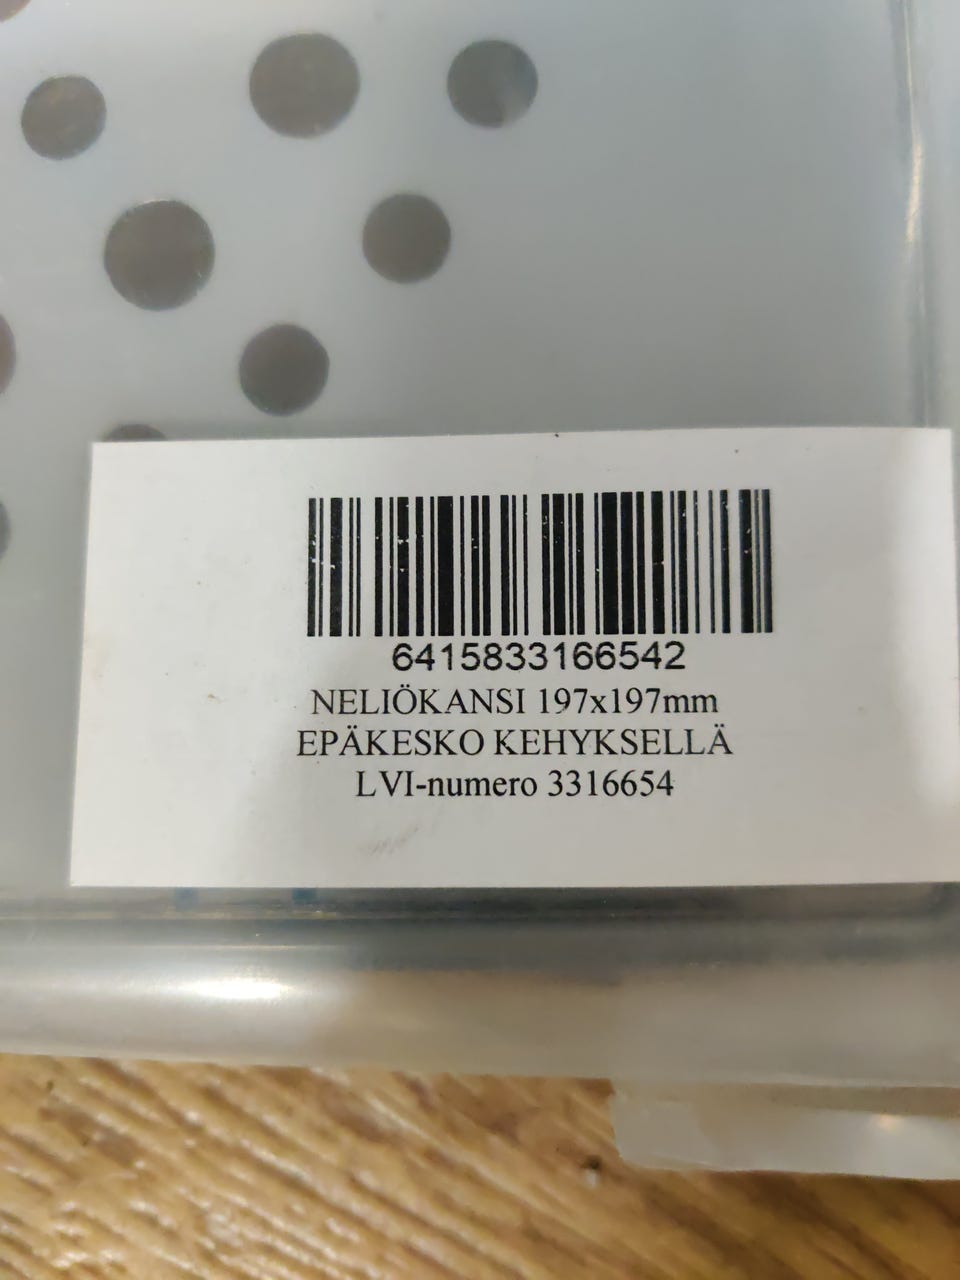 6415833166542
NELIÖKANSI 197x197mm
EPÄKESKO KEHYKSELLÄ
LVI-numero 3316654